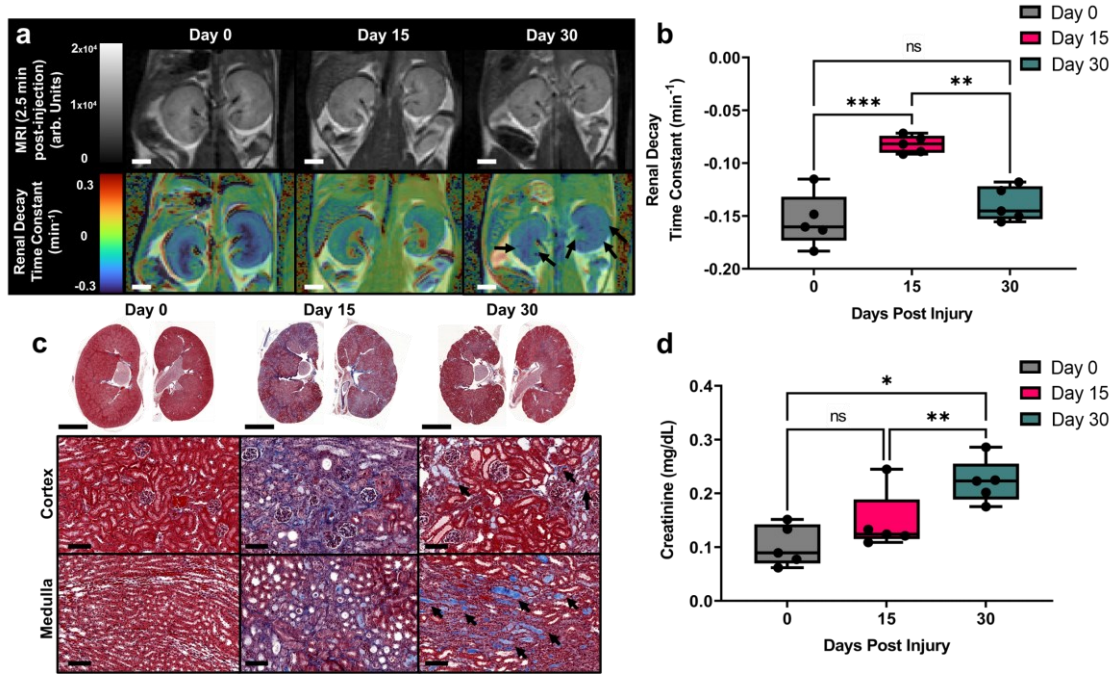 a
Day 0
Day 15
Day 30
MRI (2.5 min
post-injection)
(arb. Units)
2x10⁴
1x10⁴
0
Renal Decay
Time Constant
(min⁻¹)
0.3
0
-0.3
b
Day 0
Day 15
Day 30
Renal Decay
Time Constant (min⁻¹)
0.00
-0.05
-0.10
-0.15
-0.20
ns
***
**
0
15
30
Days Post Injury
c
Day 0
Day 15
Day 30
Cortex
Medulla
d
Day 0
Day 15
Day 30
Creatinine (mg/dL)
0.4
0.3
0.2
0.1
0.0
*
ns
**
0
15
30
Days Post Injury